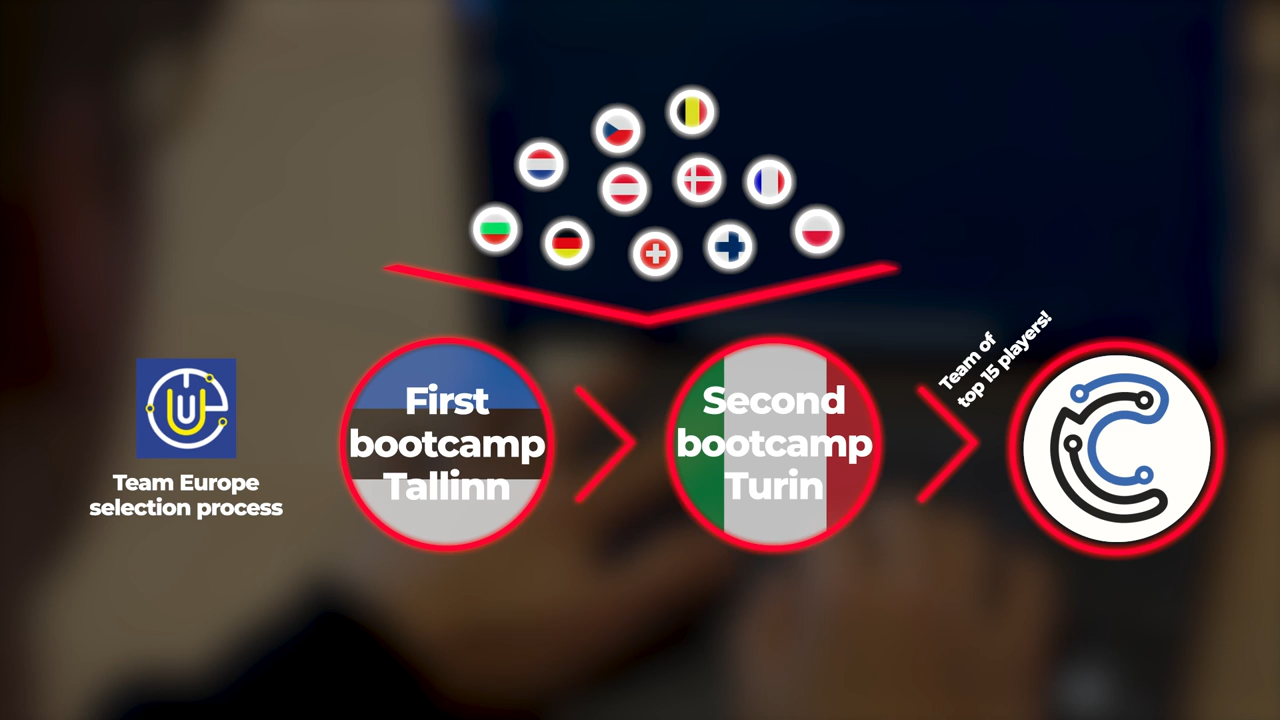 Team Europe
selection process
First
bootcamp
Tallinn
Second
bootcamp
Turin
Team of
top 15 players!